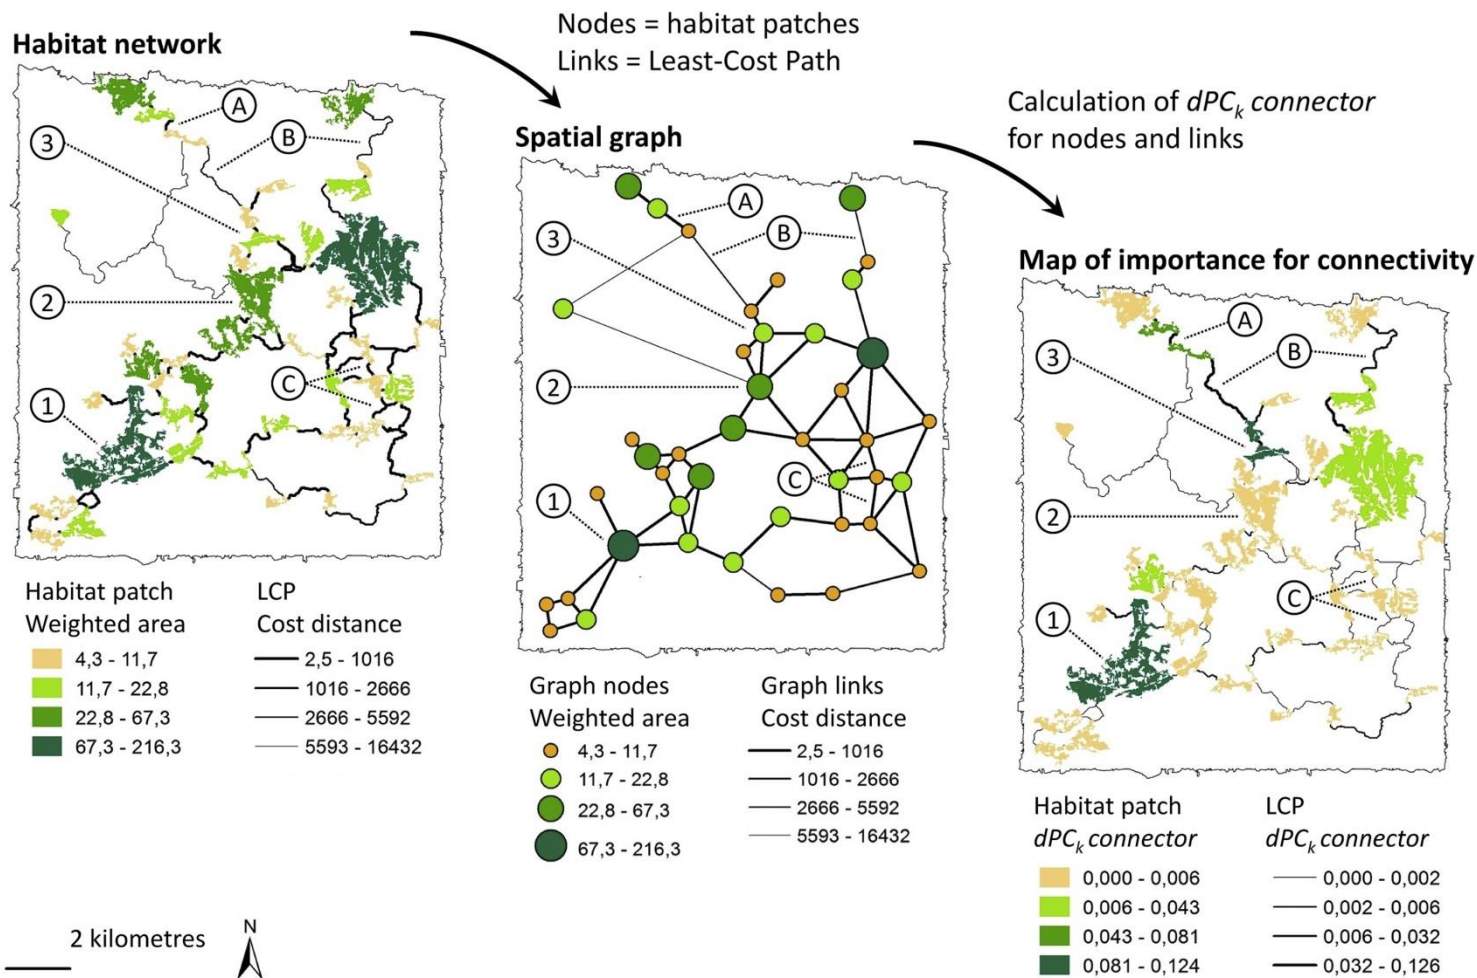 Nodes = habitat patches
Links = Least-Cost Path
Habitat network
Calculation of dPCk connector
for nodes and links
Spatial graph
Map of importance for connectivity
A
B
3
2
C
1
A
B
3
2
C
1
A
B
3
2
C
1
Habitat patch
Weighted area
4,3 - 11,7
11,7 - 22,8
22,8 - 67,3
67,3 - 216,3
LCP
Cost distance
2,5 - 1016
1016 - 2666
2666 - 5592
5593 - 16432
Graph nodes
Weighted area
4,3 - 11,7
11,7 - 22,8
22,8 - 67,3
67,3 - 216,3
Graph links
Cost distance
2,5 - 1016
1016 - 2666
2666 - 5592
5593 - 16432
Habitat patch
dPCk connector
0,000 - 0,006
0,006 - 0,043
0,043 - 0,081
0,081 - 0,124
LCP
dPCk connector
0,000 - 0,002
0,002 - 0,006
0,006 - 0,032
0,032 - 0,126
2 kilometres
N